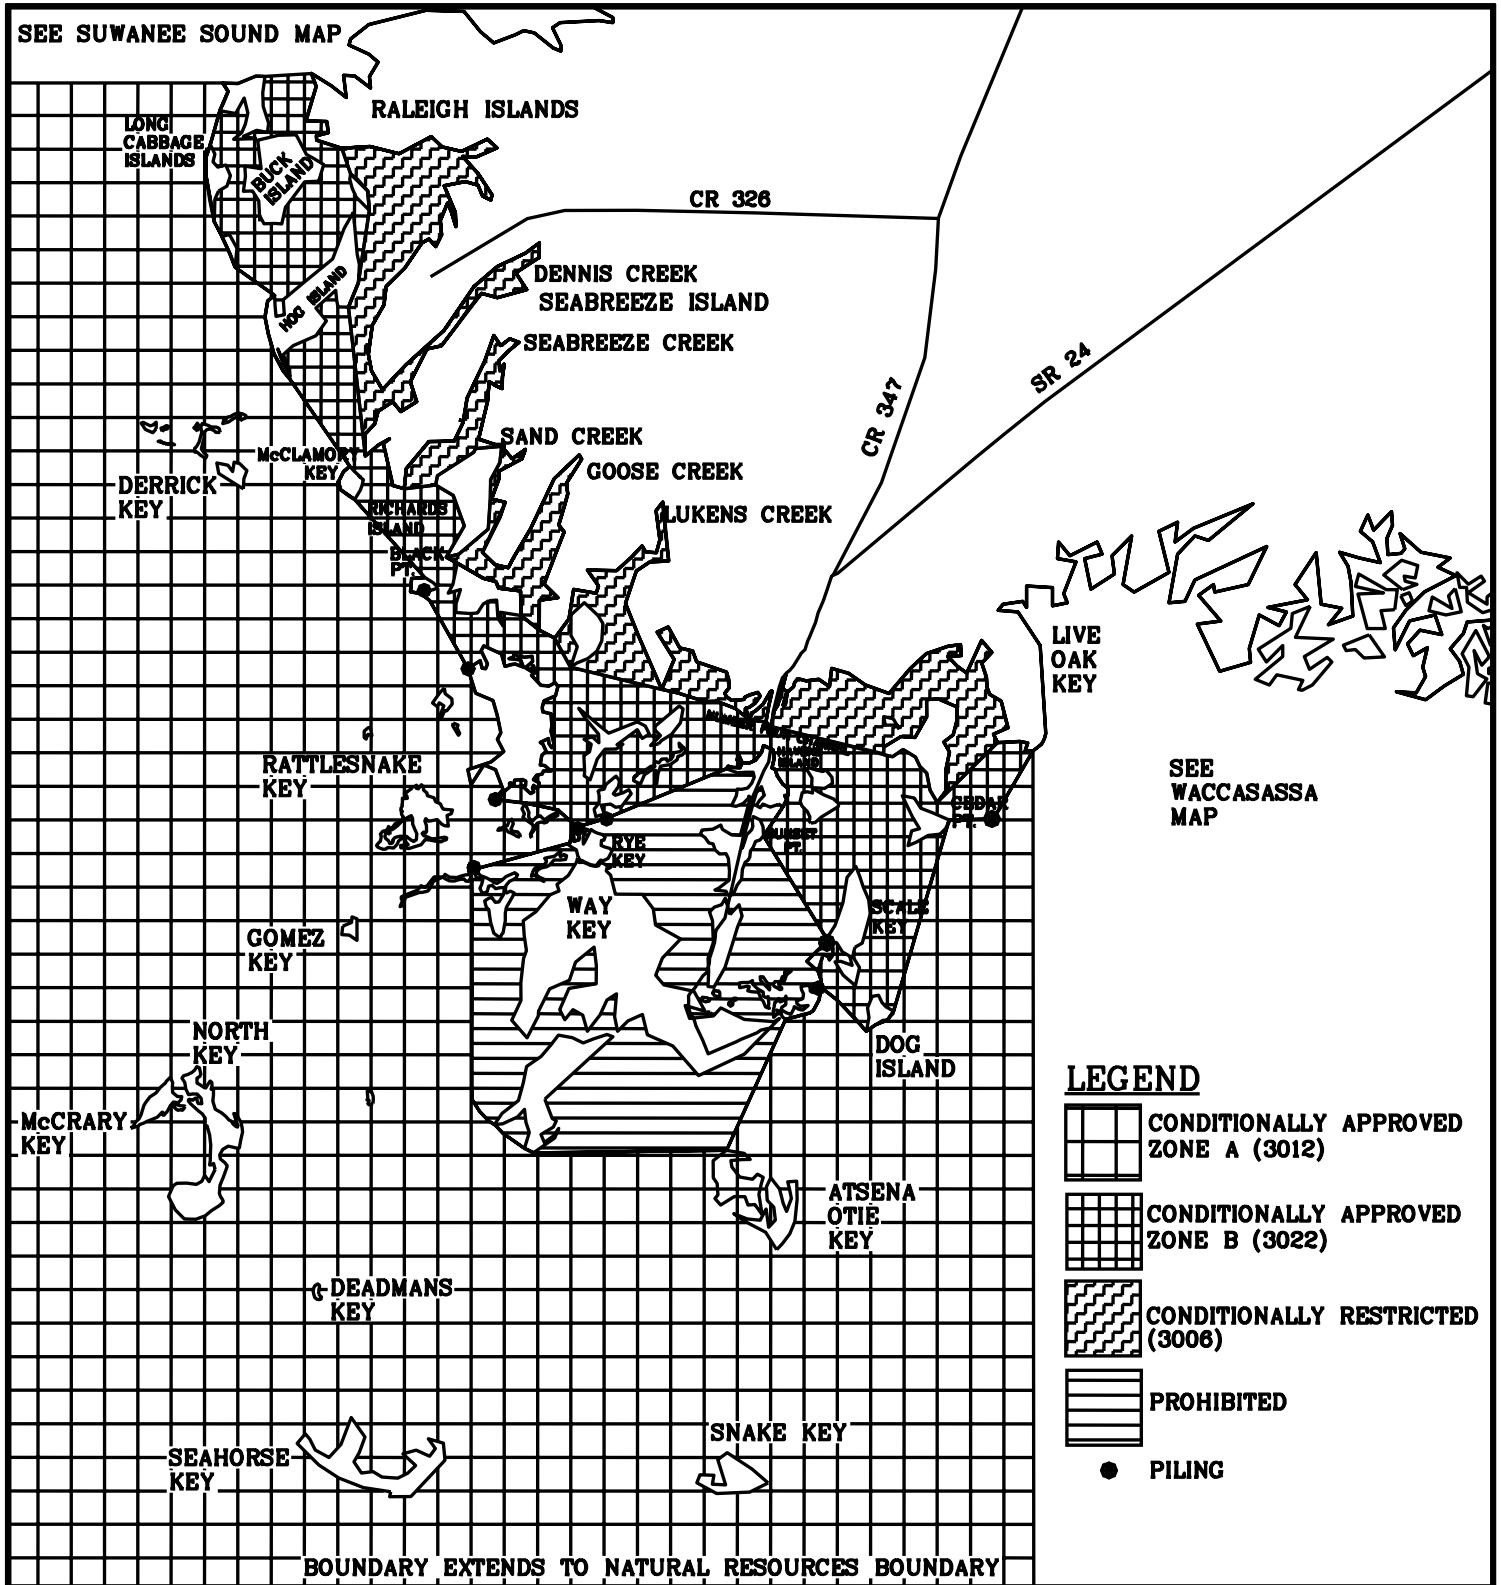 SEE SUWANEE SOUND MAP
RALEIGH ISLANDS
LONG
CABBAGE
ISLANDS
BUCK
ISLAND
CR 326
HOG ISLAND
DENNIS CREEK
SEABREEZE ISLAND
SEABREEZE CREEK
SR 24
CR 347
SAND CREEK
McCLAMORY
KEY
GOOSE CREEK
DERRICK
KEY
RICHARDS
ISLAND
LUKENS CREEK
BLACK
PT.
LIVE
OAK
KEY
HAWKINS
ISLAND
RATTLESNAKE
KEY
SEE
WACCASASSA
MAP
CEDAR
PT.
SUNSET
PT.
RYE
KEY
WAY
KEY
SCALE
KEY
GOMEZ
KEY
NORTH
KEY
DOG
ISLAND
McCRARY
KEY
LEGEND
CONDITIONALLY APPROVED
ZONE A (3012)
ATSENA
OTIE
KEY
CONDITIONALLY APPROVED
ZONE B (3022)
DEADMANS
KEY
CONDITIONALLY RESTRICTED
(3006)
PROHIBITED
SNAKE KEY
SEAHORSE
KEY
PILING
BOUNDARY EXTENDS TO NATURAL RESOURCES BOUNDARY